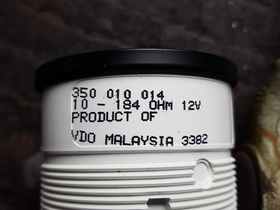 350 010 014
10 - 184 OHM 12V
PRODUCT OF
VDO MALAYSIA 3382